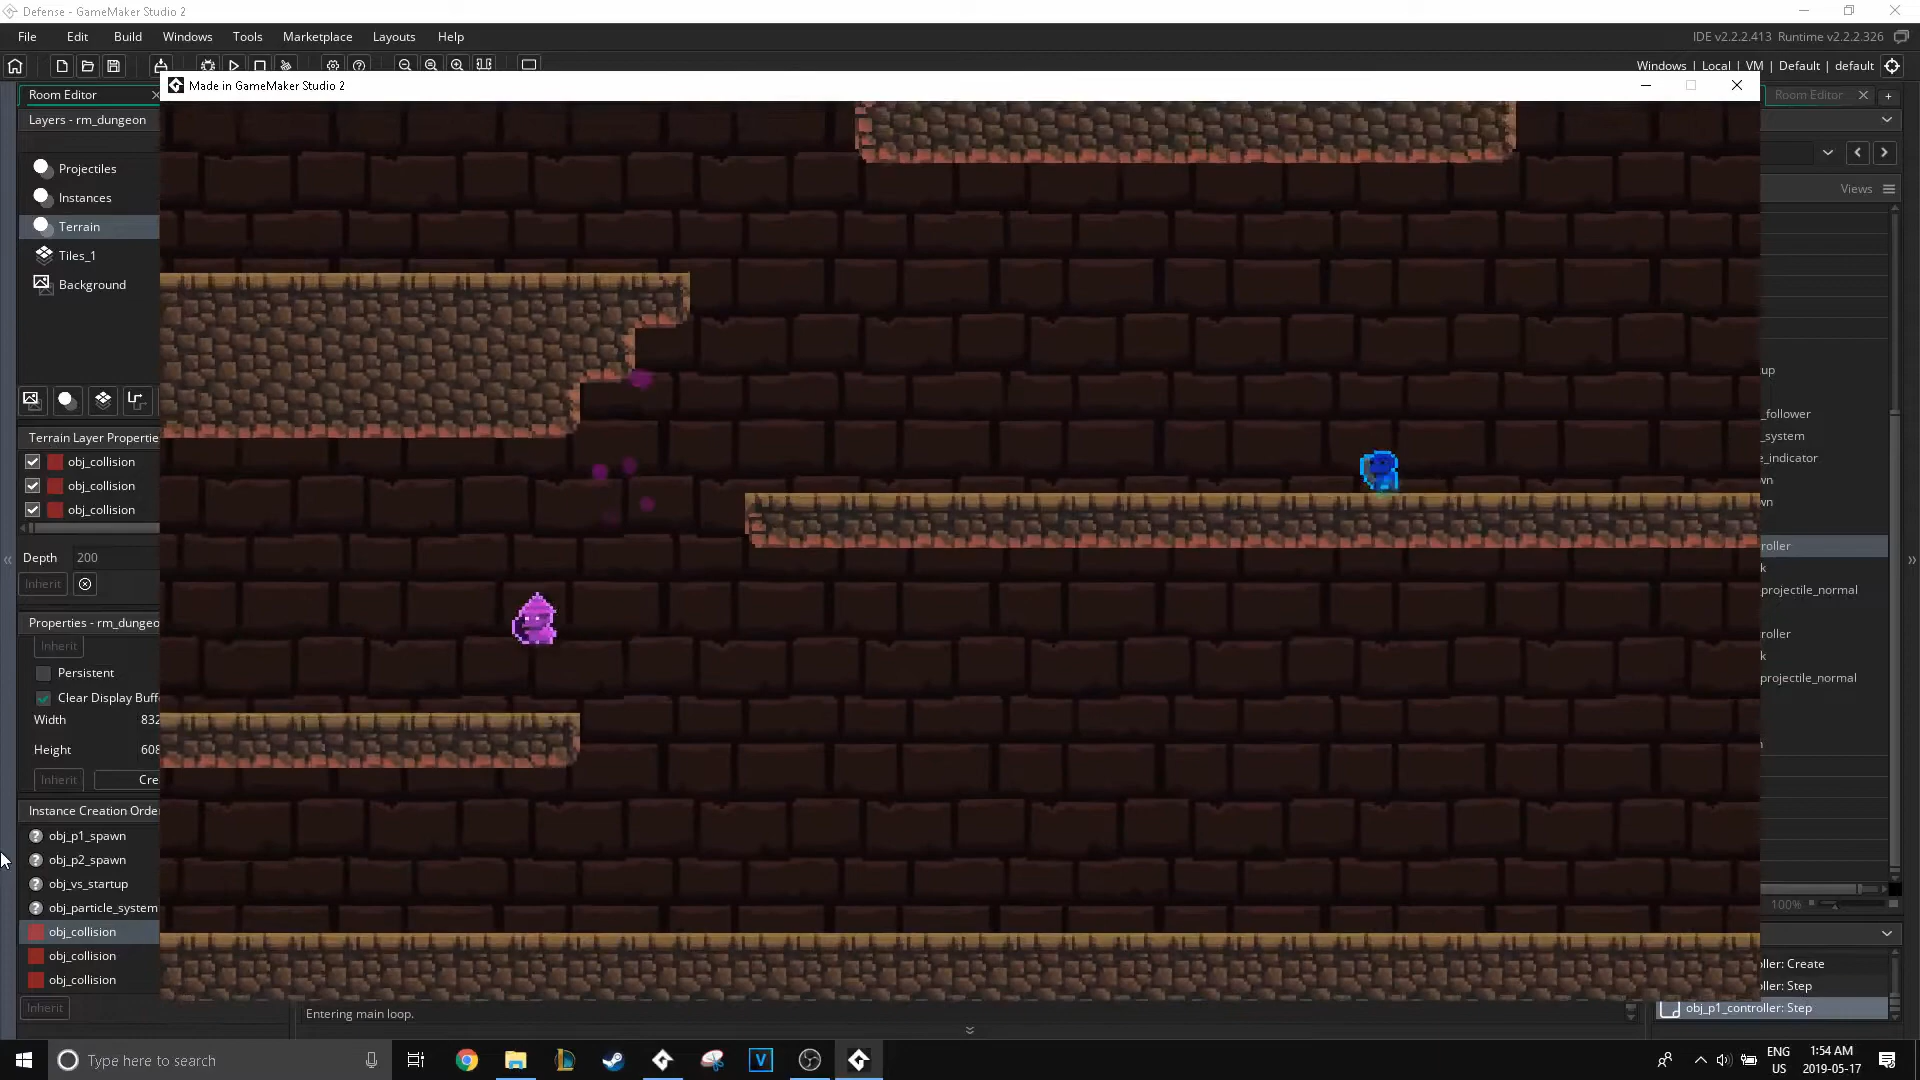 Defense - GameMaker Studio 2
File Edit Build Windows Tools Marketplace Layouts Help
IDE v2.2.2.413 Runtime v2.2.2.326
Windows | Local | VM | Default | default
Room Editor
Made in GameMaker Studio 2
Room Editor
Layers - rm_dungeon
Projectiles
Instances
Terrain
Tiles_1
Background
Views
Terrain Layer Propertie
obj_collision
obj_collision
obj_collision
Depth 200
Inherit
Properties - rm_dungeo
Inherit
Persistent
Clear Display Buff
Width 832
Height 608
Inherit Cre
Instance Creation Orde
obj_p1_spawn
obj_p2_spawn
obj_vs_startup
obj_particle_system
obj_collision
obj_collision
obj_collision
Inherit
up
_follower
_system
e_indicator
wn
wn
roller
k
projectile_normal
roller
k
projectile_normal
100%
oller: Create
oller: Step
obj_p1_controller: Step
Entering main loop.
Type here to search
ENG
US
1:54 AM
2019-05-17